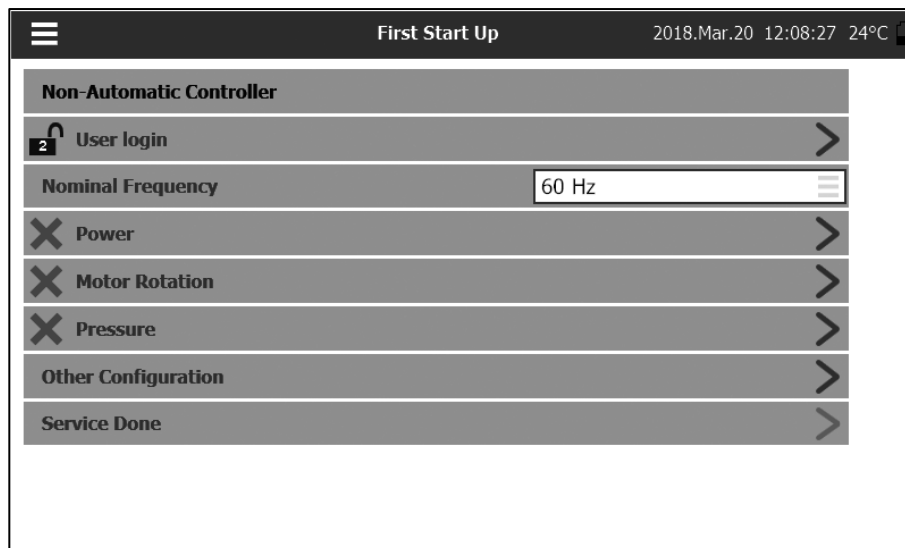 First Start Up 2018.Mar.20 12:08:27 24°C
Non-Automatic Controller
2 User login
Nominal Frequency 60 Hz
Power
Motor Rotation
Pressure
Other Configuration
Service Done